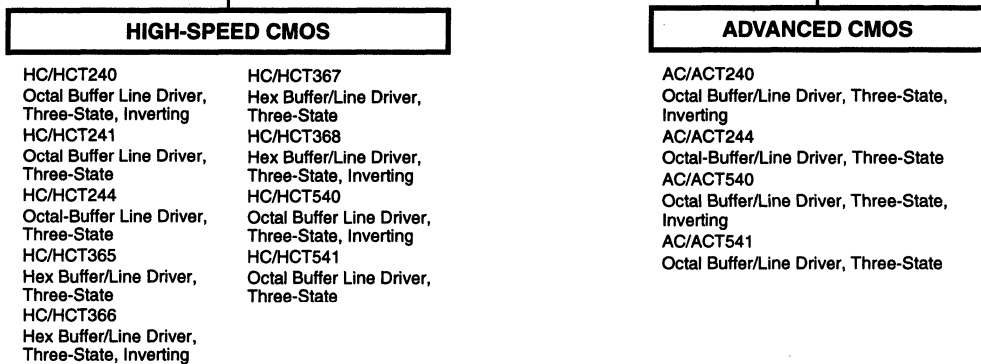 HIGH-SPEED CMOS
HC/HCT240
Octal Buffer Line Driver,
Three-State, Inverting
HC/HCT241
Octal Buffer Line Driver,
Three-State
HC/HCT244
Octal-Buffer Line Driver,
Three-State
HC/HCT365
Hex Buffer/Line Driver,
Three-State
HC/HCT366
Hex Buffer/Line Driver,
Three-State, Inverting
HC/HCT367
Hex Buffer/Line Driver,
Three-State
HC/HCT368
Hex Buffer/Line Driver,
Three-State, Inverting
HC/HCT540
Octal Buffer Line Driver,
Three-State, Inverting
HC/HCT541
Octal Buffer Line Driver,
Three-State
ADVANCED CMOS
AC/ACT240
Octal Buffer/Line Driver, Three-State,
Inverting
AC/ACT244
Octal-Buffer/Line Driver, Three-State
AC/ACT540
Octal Buffer/Line Driver, Three-State,
Inverting
AC/ACT541
Octal Buffer/Line Driver, Three-State